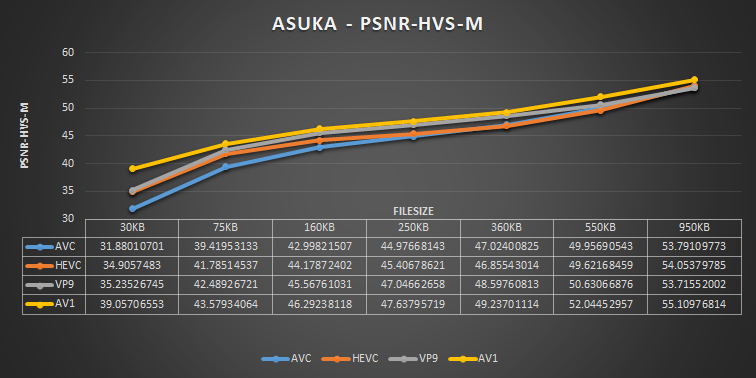 ASUKA - PSNR-HVS-M
PSNR-HVS-M
60
55
50
45
40
35
30
FILESIZE
30KB 75KB 160KB 250KB 360KB 550KB 950KB
AVC 31.88010701 39.41953133 42.99821507 44.97668143 47.02400825 49.95690543 53.79109773
HEVC 34.9057483 41.78514537 44.17872402 45.40678621 46.85543014 49.62168459 54.05379785
VP9 35.23526745 42.48926721 45.56761031 47.04662658 48.59760813 50.63066876 53.71552002
AV1 39.05706553 43.57934064 46.29238118 47.63795719 49.23701114 52.04452957 55.10976814
AVC HEVC VP9 AV1